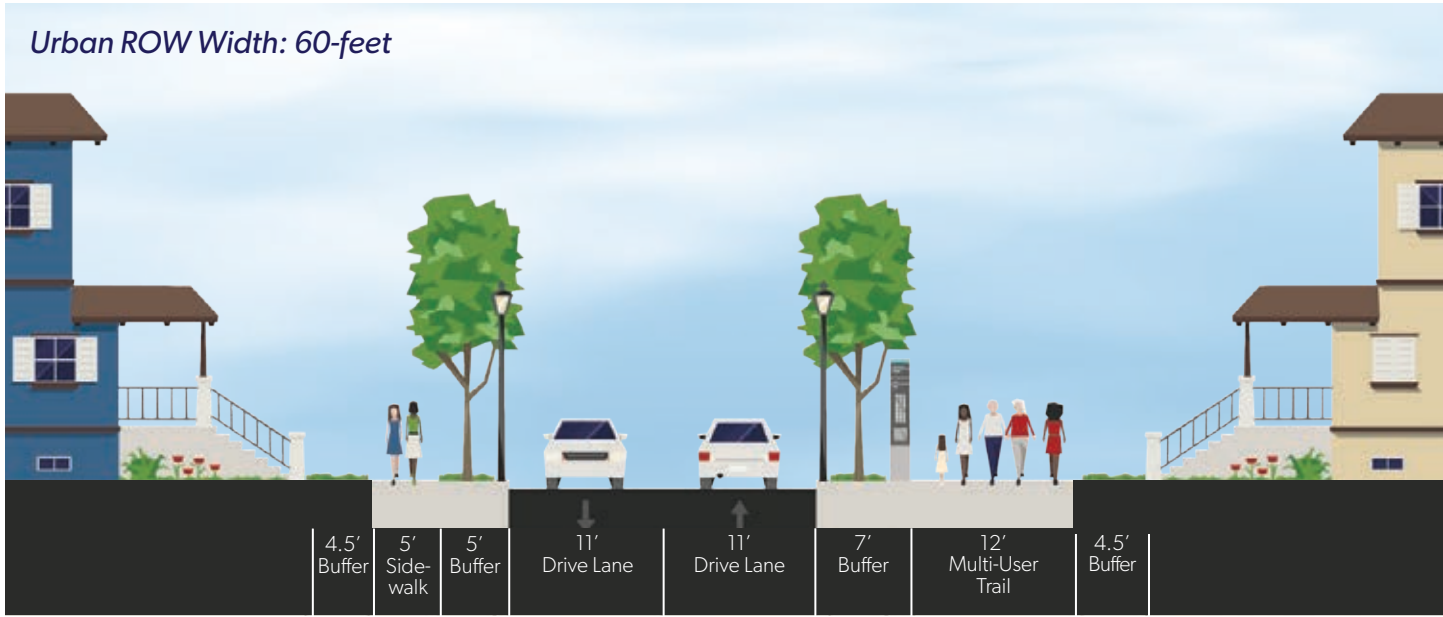 Urban ROW Width: 60-feet
4.5’
Buffer
5’
Side-
walk
5’
Buffer
11’
Drive Lane
11’
Drive Lane
7’
Buffer
12’
Multi-User
Trail
4.5’
Buffer